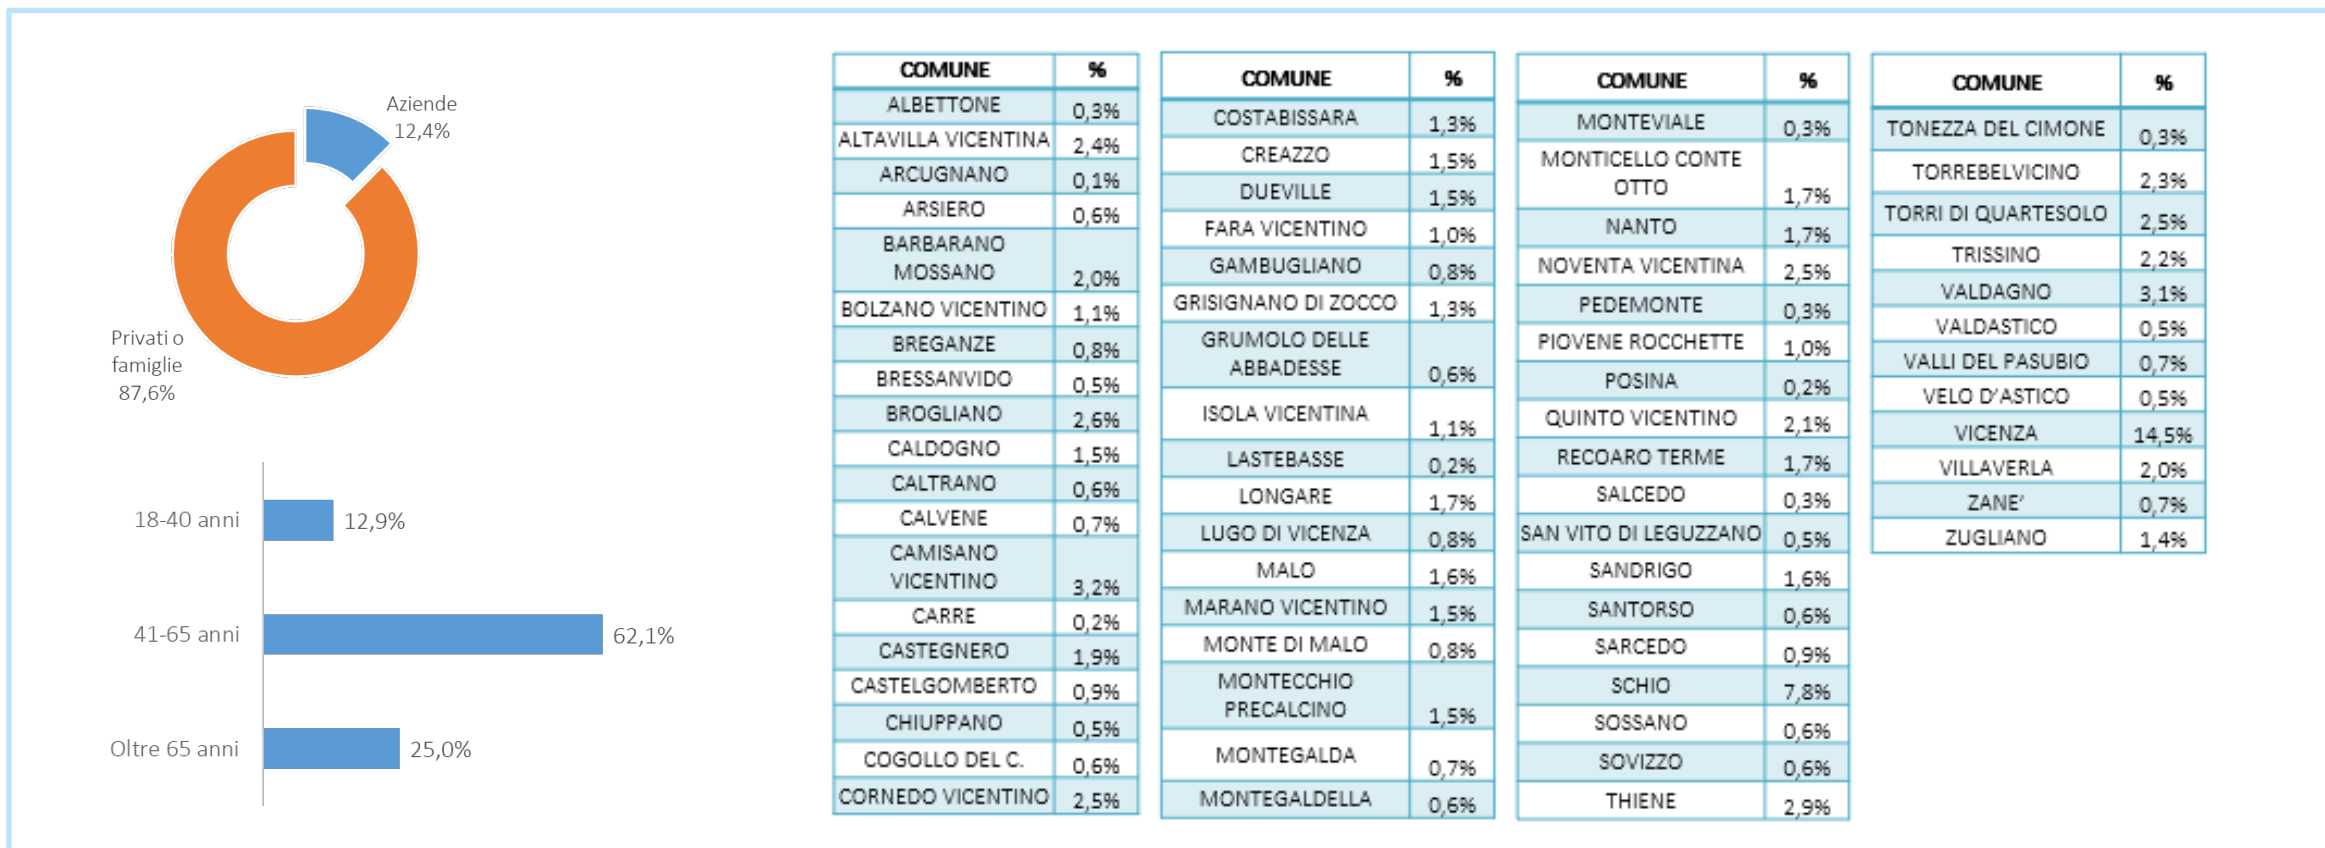 Aziende
12,4%
Privati o
famiglie
87,6%
18-40 anni
12,9%
41-65 anni
62,1%
Oltre 65 anni
25,0%
COMUNE %
ALBETTONE 0,3%
ALTAVILLA VICENTINA 2,4%
ARCUGNANO 0,1%
ARSIERO 0,6%
BARBARANO
MOSSANO 2,0%
BOLZANO VICENTINO 1,1%
BREGANZE 0,8%
BRESSANVIDO 0,5%
BROGLIANO 2,6%
CALDOGNO 1,5%
CALTRANO 0,6%
CALVENE 0,7%
CAMISANO
VICENTINO 3,2%
CARRE 0,2%
CASTEGNERO 1,9%
CASTELGOMBERTO 0,9%
CHIUPPANO 0,5%
COGOLLO DEL C. 0,6%
CORNEDO VICENTINO 2,5%
COMUNE %
COSTABISSARA 1,3%
CREAZZO 1,5%
DUEVILLE 1,5%
FARA VICENTINO 1,0%
GAMBUGLIANO 0,8%
GRISIGNANO DI ZOCCO 1,3%
GRUMOLO DELLE
ABBADESSE 0,6%
ISOLA VICENTINA 1,1%
LASTEBASSE 0,2%
LONGARE 1,7%
LUGO DI VICENZA 0,8%
MALO 1,6%
MARANO VICENTINO 1,5%
MONTE DI MALO 0,8%
MONTECCHIO
PRECALCINO 1,5%
MONTEGALDA 0,7%
MONTEGALDELLA 0,6%
COMUNE %
MONTEVIALE 0,3%
MONTICELLO CONTE
OTTO 1,7%
NANTO 1,7%
NOVENTA VICENTINA 2,5%
PEDEMONTE 0,3%
PIOVENE ROCCHETTE 1,0%
POSINA 0,2%
QUINTO VICENTINO 2,1%
RECOARO TERME 1,7%
SALCEDO 0,3%
SAN VITO DI LEGUZZANO 0,5%
SANDRIGO 1,6%
SANTORSO 0,6%
SARCEDO 0,9%
SCHIO 7,8%
SOSSANO 0,6%
SOVIZZO 0,6%
THIENE 2,9%
COMUNE %
TONEZZA DEL CIMONE 0,3%
TORREBELVICINO 2,3%
TORRI DI QUARTESOLO 2,5%
TRISSINO 2,2%
VALDAGNO 3,1%
VALDASTICO 0,5%
VALLI DEL PASUBIO 0,7%
VELO D'ASTICO 0,5%
VICENZA 14,5%
VILLAVERLA 2,0%
ZANE' 0,7%
ZUGLIANO 1,4%